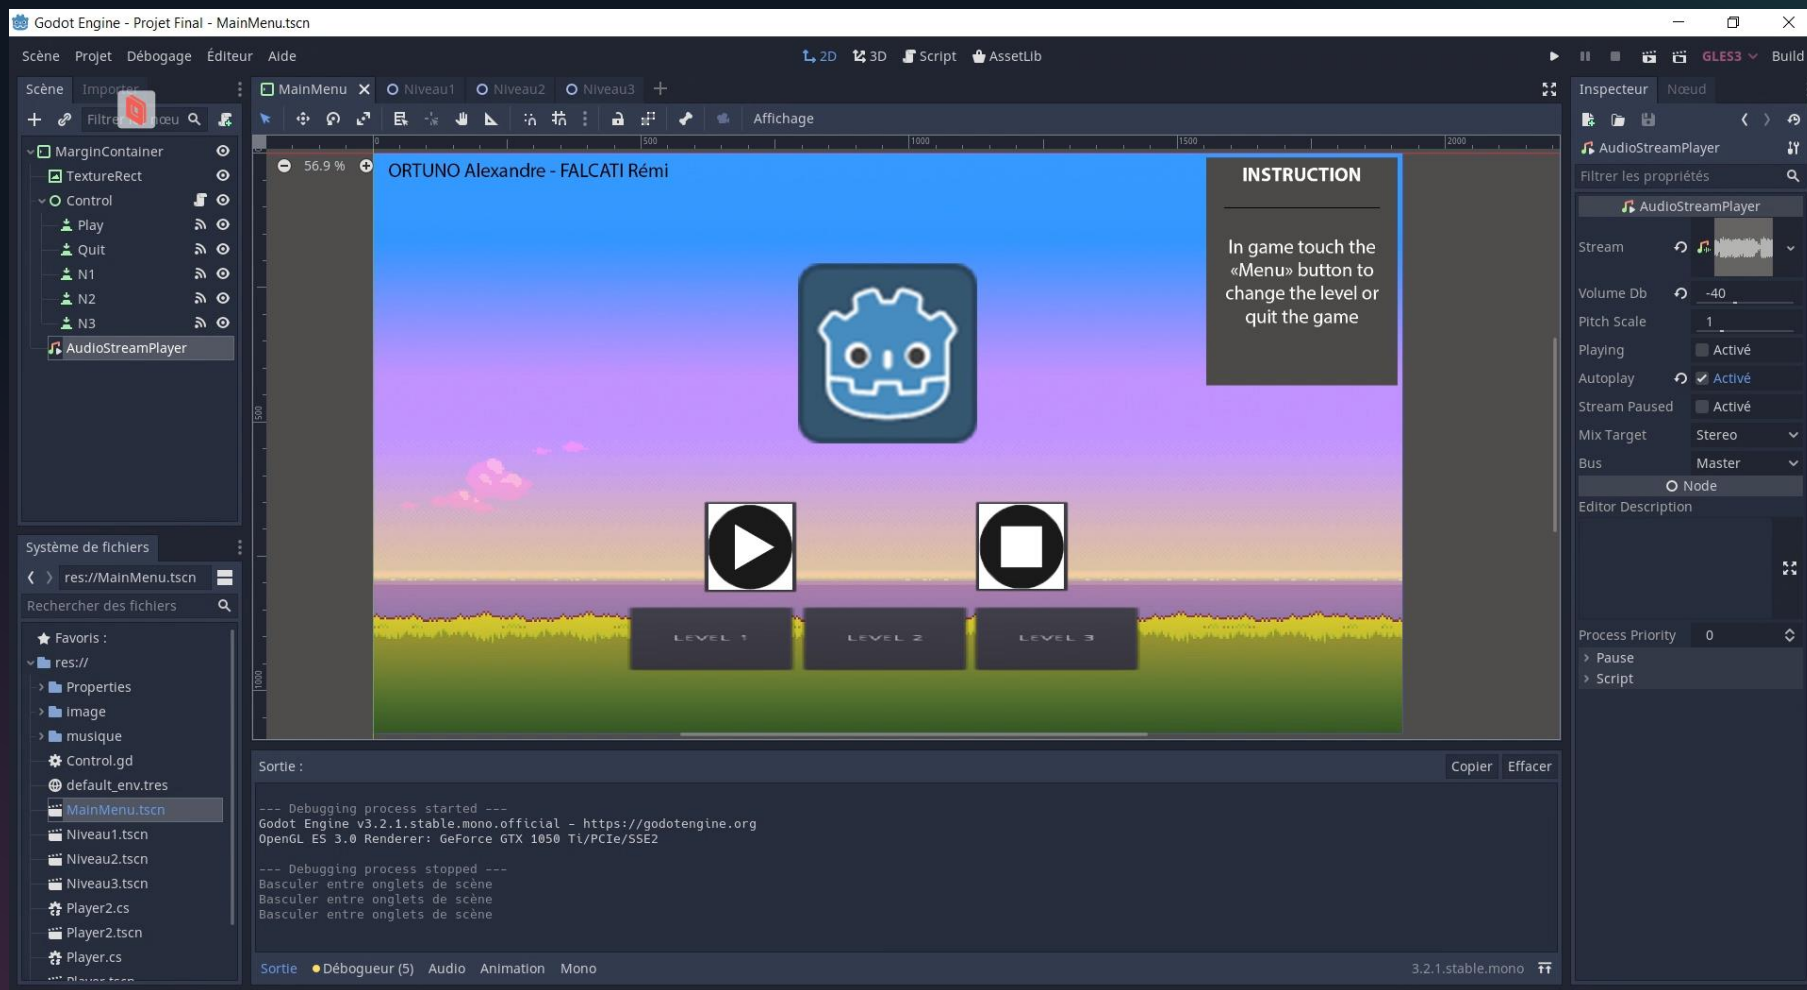 Godot Engine - Projet Final - MainMenu.tscn
Scène Projet Débogage Éditeur Aide
2D 3D Script AssetLib
GLES3 Build
Scène Importer
MainMenu Niveau1 Niveau2 Niveau3
Inspecteur Nœud
Affichage
MarginContainer
TextureRect
Control
Play
Quit
N1
N2
N3
AudioStreamPlayer
Système de fichiers
res://MainMenu.tscn
Rechercher des fichiers
Favoris :
res://
Properties
image
musique
Control.gd
default_env.tres
MainMenu.tscn
Niveau1.tscn
Niveau2.tscn
Niveau3.tscn
Player2.cs
Player2.tscn
Player.cs
Player.tscn
0 500 1000 1500 2000
500
1000
56.9 %
ORTUNO Alexandre - FALCATI Rémi
INSTRUCTION
In game touch the
«Menu» button to
change the level or
quit the game
LEVEL 1 LEVEL 2 LEVEL 3
Sortie :
Copier Effacer
--- Debugging process started ---
Godot Engine v3.2.1.stable.mono.official - https://godotengine.org
OpenGL ES 3.0 Renderer: GeForce GTX 1050 Ti/PCIe/SSE2
--- Debugging process stopped ---
Basculer entre onglets de scène
Basculer entre onglets de scène
Basculer entre onglets de scène
Sortie Débogueur (5) Audio Animation Mono
3.2.1.stable.mono
AudioStreamPlayer
Filtrer les propriétés
AudioStreamPlayer
Stream
Volume Db -40
Pitch Scale 1
Playing Activé
Autoplay Activé
Stream Paused Activé
Mix Target Stereo
Bus Master
Node
Editor Description
Process Priority 0
Pause
Script